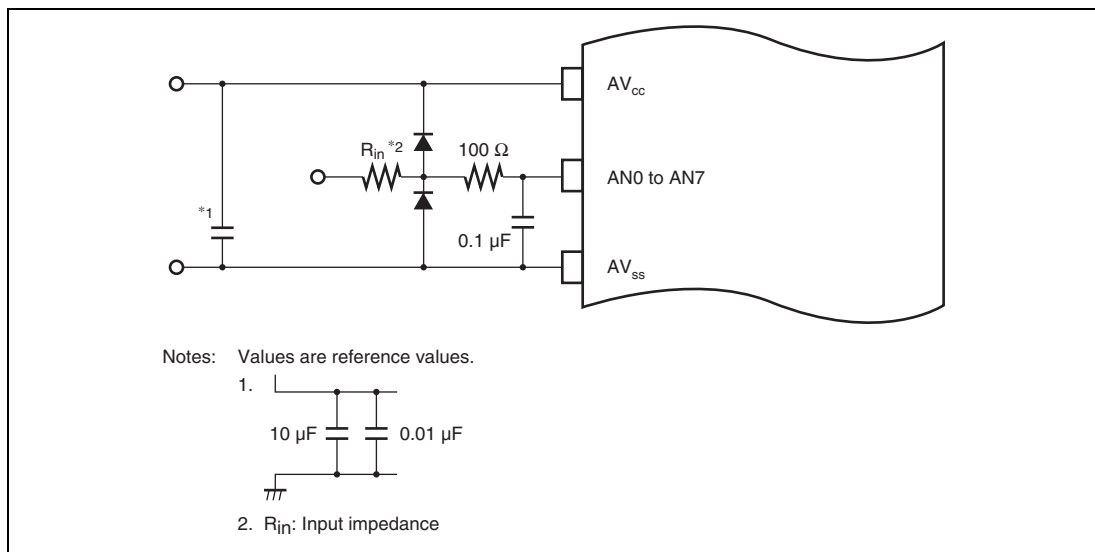 AVcc
Rin*2
100 Ω
AN0 to AN7
*1
0.1 µF
AVss
Notes: Values are reference values.
1.
10 µF
0.01 µF
2. Rin: Input impedance